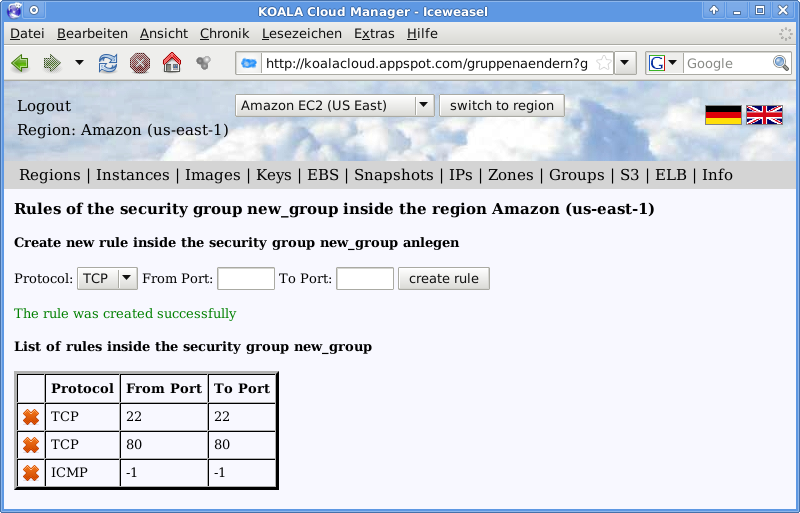 KOALA Cloud Manager - Iceweasel
Datei Bearbeiten Ansicht Chronik Lesezeichen Extras Hilfe
http://koalacloud.appspot.com/gruppenaendern?g G Google
Logout Amazon EC2 (US East) switch to region
Region: Amazon (us-east-1)
Regions | Instances | Images | Keys | EBS | Snapshots | IPs | Zones | Groups | S3 | ELB | Info
Rules of the security group new_group inside the region Amazon (us-east-1)
Create new rule inside the security group new_group anlegen
Protocol: TCP From Port: To Port: create rule
The rule was created successfully
List of rules inside the security group new_group
Protocol From Port To Port
TCP 22 22
TCP 80 80
ICMP -1 -1